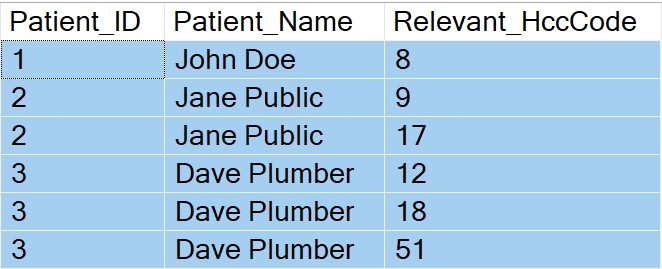 Patient_ID Patient_Name Relevant_HccCode
1 John Doe 8
2 Jane Public 9
2 Jane Public 17
3 Dave Plumber 12
3 Dave Plumber 18
3 Dave Plumber 51